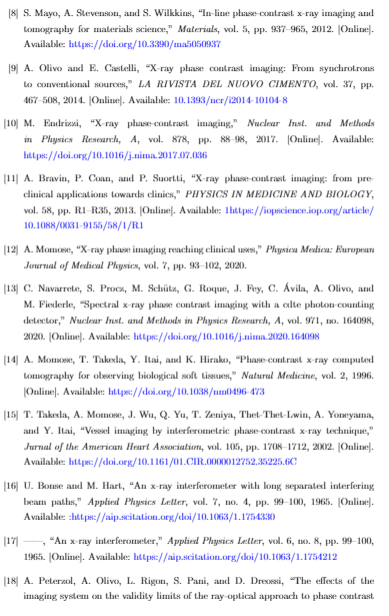 [8] S. Mayo, A. Stevenson, and S. Wilkkins, “In-line phase-contrast x-ray imaging and
tomography for materials science,” Materials, vol. 5, pp. 937–965, 2012. [Online].
Available: https://doi.org/10.3390/ma5050937
[9] A. Olivo and E. Castelli, “X-ray phase contrast imaging: From synchrotrons
to conventional sources,” LA RIVISTA DEL NUOVO CIMENTO, vol. 37, pp.
467–508, 2014. [Online]. Available: 10.1393/ncr/i2014-10104-8
[10] M. Endrizzi, “X-ray phase-contrast imaging,” Nuclear Inst. and Methods
in Physics Research, A, vol. 878, pp. 88–98, 2017. [Online]. Available:
https://doi.org/10.1016/j.nima.2017.07.036
[11] A. Bravin, P. Coan, and P. Suortti, “X-ray phase-contrast imaging: from pre-
clinical applications towards clinics,” PHYSICS IN MEDICINE AND BIOLOGY,
vol. 58, pp. R1–R35, 2013. [Online]. Available: 1https://iopscience.iop.org/article/
10.1088/0031-9155/58/1/R1
[12] A. Momose, “X-ray phase imaging reaching clinical uses,” Physica Medica: European
Journal of Medical Physics, vol. 7, pp. 93–102, 2020.
[13] C. Navarrete, S. Procz, M. Schütz, G. Roque, J. Fey, C. Ávila, A. Olivo, and
M. Fiederle, “Spectral x-ray phase contrast imaging with a cdte photon-counting
detector,” Nuclear Inst. and Methods in Physics Research, A, vol. 971, no. 164098,
2020. [Online]. Available: https://doi.org/10.1016/j.nima.2020.164098
[14] A. Momose, T. Takeda, Y. Itai, and K. Hirako, “Phase-contrast x-ray computed
tomography for observing biological soft tissues,” Natural Medicine, vol. 2, 1996.
[Online]. Available: https://doi.org/10.1038/nm0496-473
[15] T. Takeda, A. Momose, J. Wu, Q. Yu, T. Zeniya, Thet-Thet-Lwin, A. Yoneyama,
and Y. Itai, “Vessel imaging by interferometric phase-contrast x-ray technique,”
Jurnal of the American Heart Association, vol. 105, pp. 1708–1712, 2002. [Online].
Available: https://doi.org/10.1161/01.CIR.0000012752.35225.6C
[16] U. Bonse and M. Hart, “An x-ray interferometer with long separated interfering
beam paths,” Applied Physics Letter, vol. 7, no. 4, pp. 99–100, 1965. [Online].
Available: :https://aip.scitation.org/doi/10.1063/1.1754330
[17] ——, “An x-ray interferometer,” Applied Physics Letter, vol. 6, no. 8, pp. 99–100,
1965. [Online]. Available: https://aip.scitation.org/doi/10.1063/1.1754212
[18] A. Peterzol, A. Olivo, L. Rigon, S. Pani, and D. Dreossi, “The effects of the
imaging system on the validity limits of the ray-optical approach to phase contrast